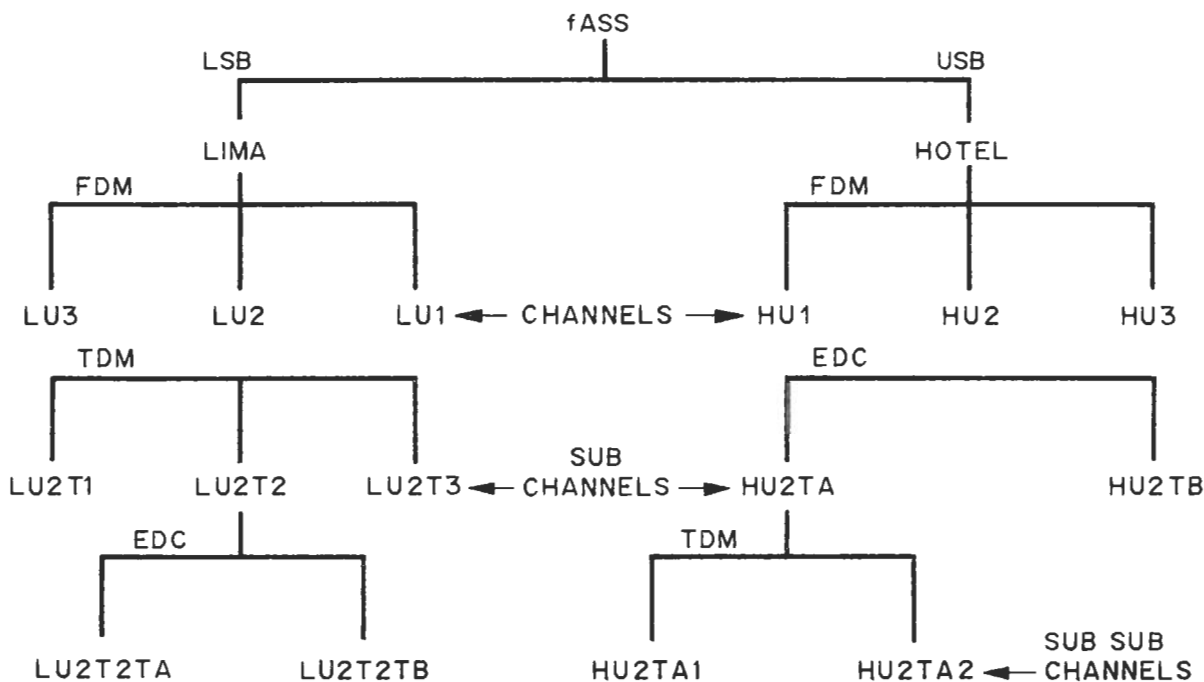 fASS
LSB USB
LIMA HOTEL
FDM FDM
LU3 LU2 LU1 CHANNELS HU1 HU2 HU3
TDM EDC
LU2T1 LU2T2 LU2T3 SUB CHANNELS HU2TA HU2TB
EDC TDM
LU2T2TA LU2T2TB HU2TA1 HU2TA2 SUB SUB CHANNELS